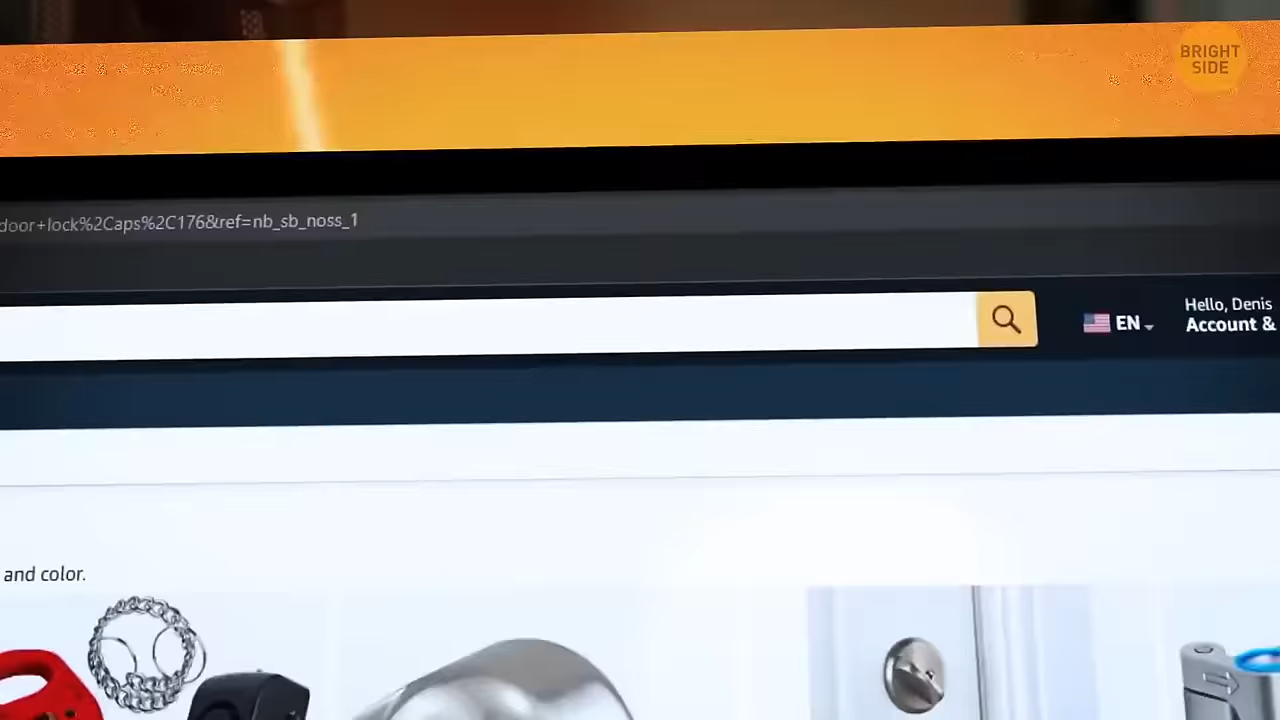 BRIGHT
SIDE
door+lock%2Caps%2C176&ref=nb_sb_noss_1
EN
Hello, Denis
Account &
and color.